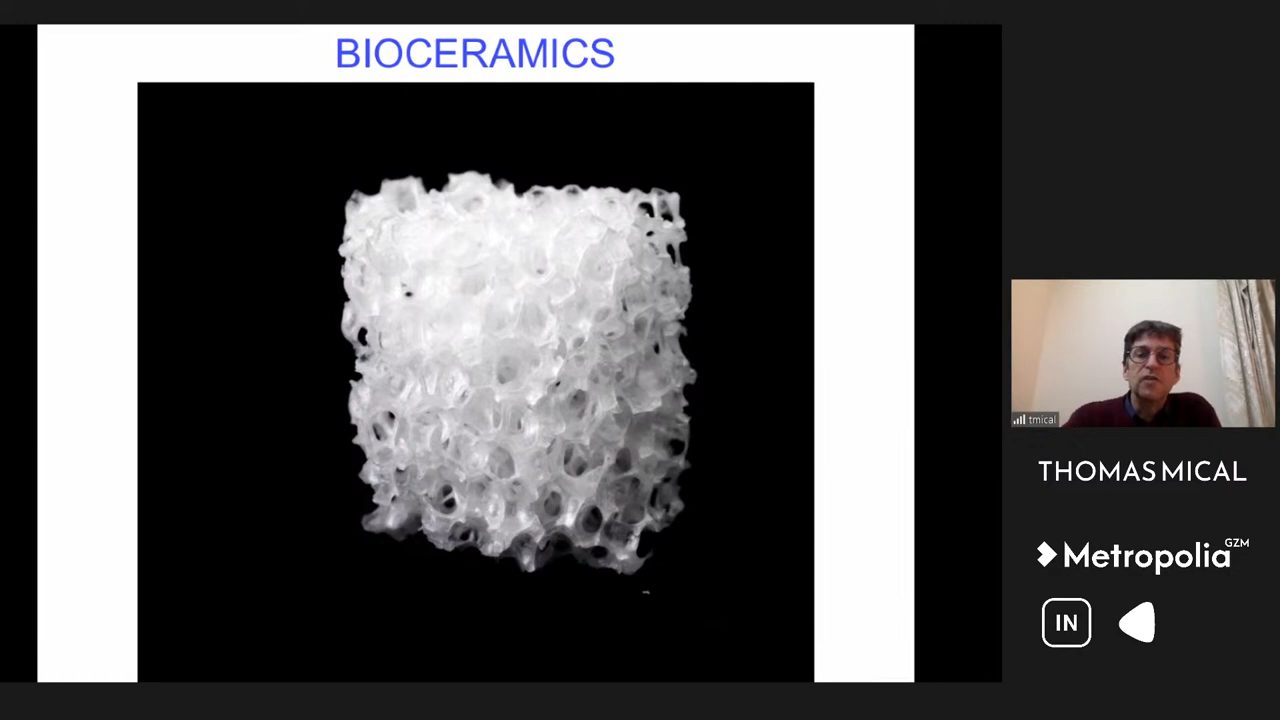 BIOCERAMICS
tmical
THOMAS MICAL
Metropolia GZM
IN